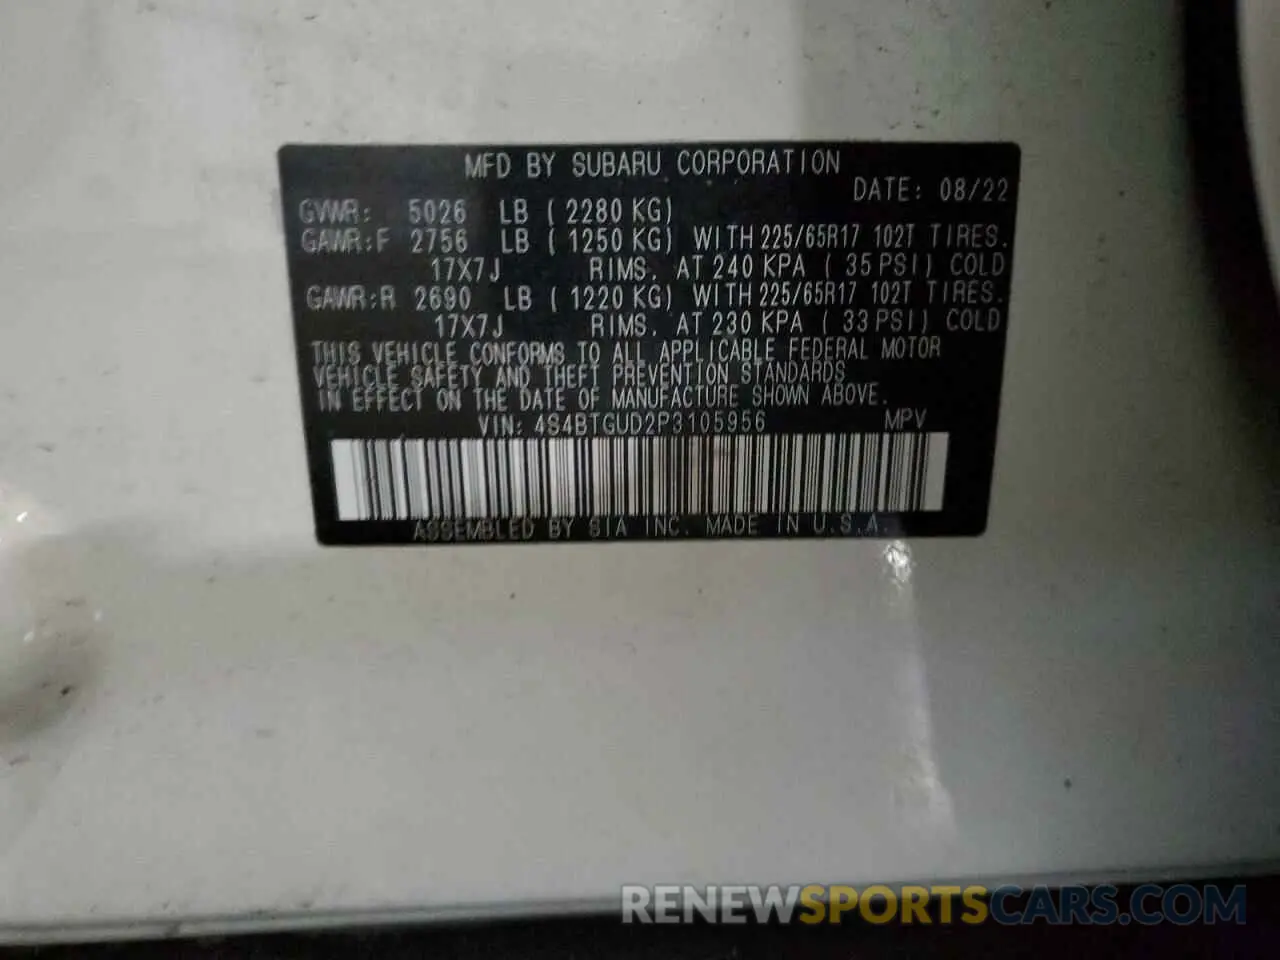 MFD BY SUBARU CORPORATION
DATE: 08/22
GVWR: 5026 LB ( 2280 KG)
GAWR:F 2756 LB ( 1250 KG) WITH 225/65R17 102T TIRES.
17X7J RIMS. AT 240 KPA ( 35 PSI) COLD
GAWR:R 2690 LB ( 1220 KG) WITH 225/65R17 102T TIRES.
17X7J RIMS. AT 230 KPA ( 33 PSI) COLD
THIS VEHICLE CONFORMS TO ALL APPLICABLE FEDERAL MOTOR
VEHICLE SAFETY AND THEFT PREVENTION STANDARDS
IN EFFECT ON THE DATE OF MANUFACTURE SHOWN ABOVE.
VIN: 4S4BTGUD2P3105956 MPV
ASSEMBLED BY SIA INC. MADE IN U.S.A.
RENEWSPORTSCARS.COM